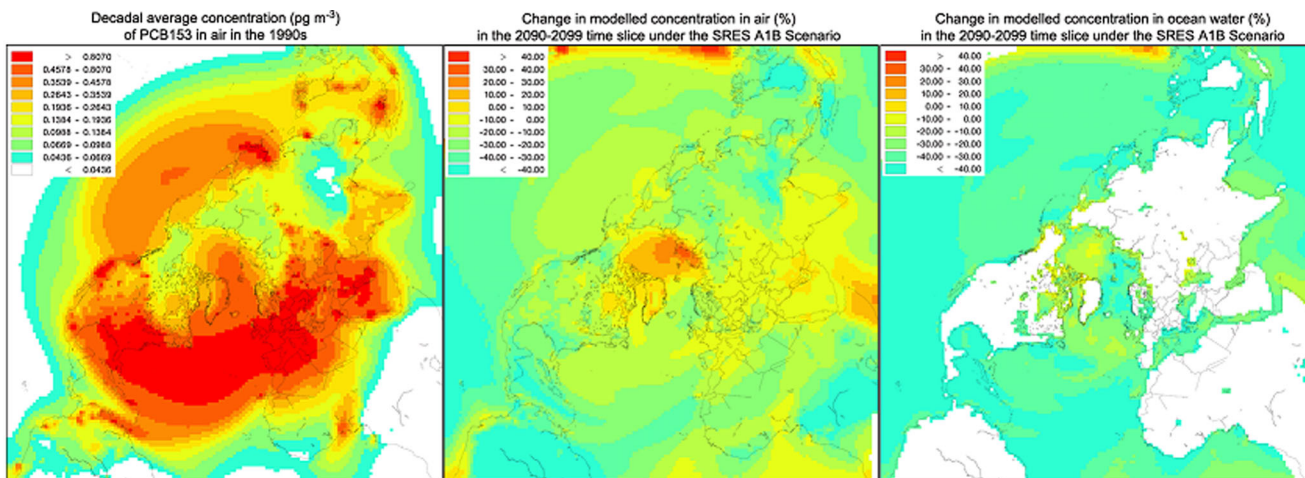 Decadal average concentration (pg m-3)
of PCB153 in air in the 1990s
> 0.8070
0.4578 - 0.8070
0.3539 - 0.4578
0.2643 - 0.3539
0.1936 - 0.2643
0.1384 - 0.1936
0.0988 - 0.1384
0.0669 - 0.0988
0.0436 - 0.0669
< 0.0436
Change in modelled concentration in air (%)
in the 2090-2099 time slice under the SRES A1B Scenario
> 40.00
30.00 - 40.00
20.00 - 30.00
10.00 - 20.00
0.00 - 10.00
-10.00 - 0.00
-20.00 - -10.00
-30.00 - -20.00
-40.00 - -30.00
< -40.00
Change in modelled concentration in ocean water (%)
in the 2090-2099 time slice under the SRES A1B Scenario
> 40.00
30.00 - 40.00
20.00 - 30.00
10.00 - 20.00
0.00 - 10.00
-10.00 - 0.00
-20.00 - -10.00
-30.00 - -20.00
-40.00 - -30.00
< -40.00